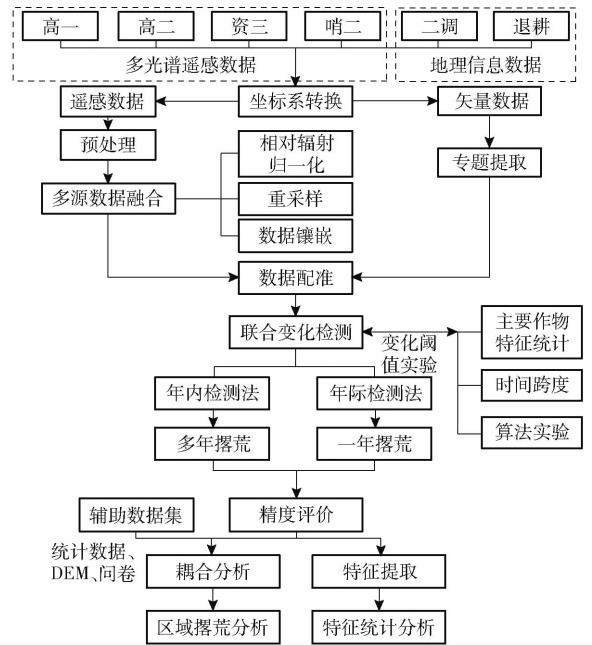 高一
高二
资三
哨二
二调
退耕
多光谱遥感数据
地理信息数据
遥感数据
坐标系转换
矢量数据
预处理
相对辐射
归一化
专题提取
多源数据融合
重采样
数据镶嵌
数据配准
联合变化检测
变化阈
值实验
主要作物
特征统计
年内检测法
年际检测法
时间跨度
多年撂荒
一年撂荒
算法实验
辅助数据集
精度评价
统计数据、
DEM、问卷
耦合分析
特征提取
区域撂荒分析
特征统计分析